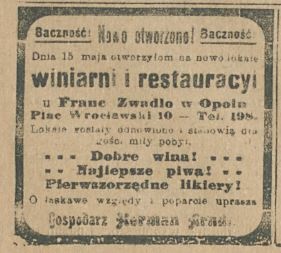 Baczność! Nowo otworzono! Baczność
Dnia 15 maja otworzyłom na nowo lokale
winiarni i restauracyi
u Franc Zwadlo w Opolu
Plac Wrocławski 10 — Tel. 198.
Lokale zostały odnowione i stanowią dla
gości miły pobyt.
Dobre wina!
Najlepsze piwa!
Pierwszorzędne likiery!
O łaskawe względy i poparcie uprasza
Gospodarz Herman